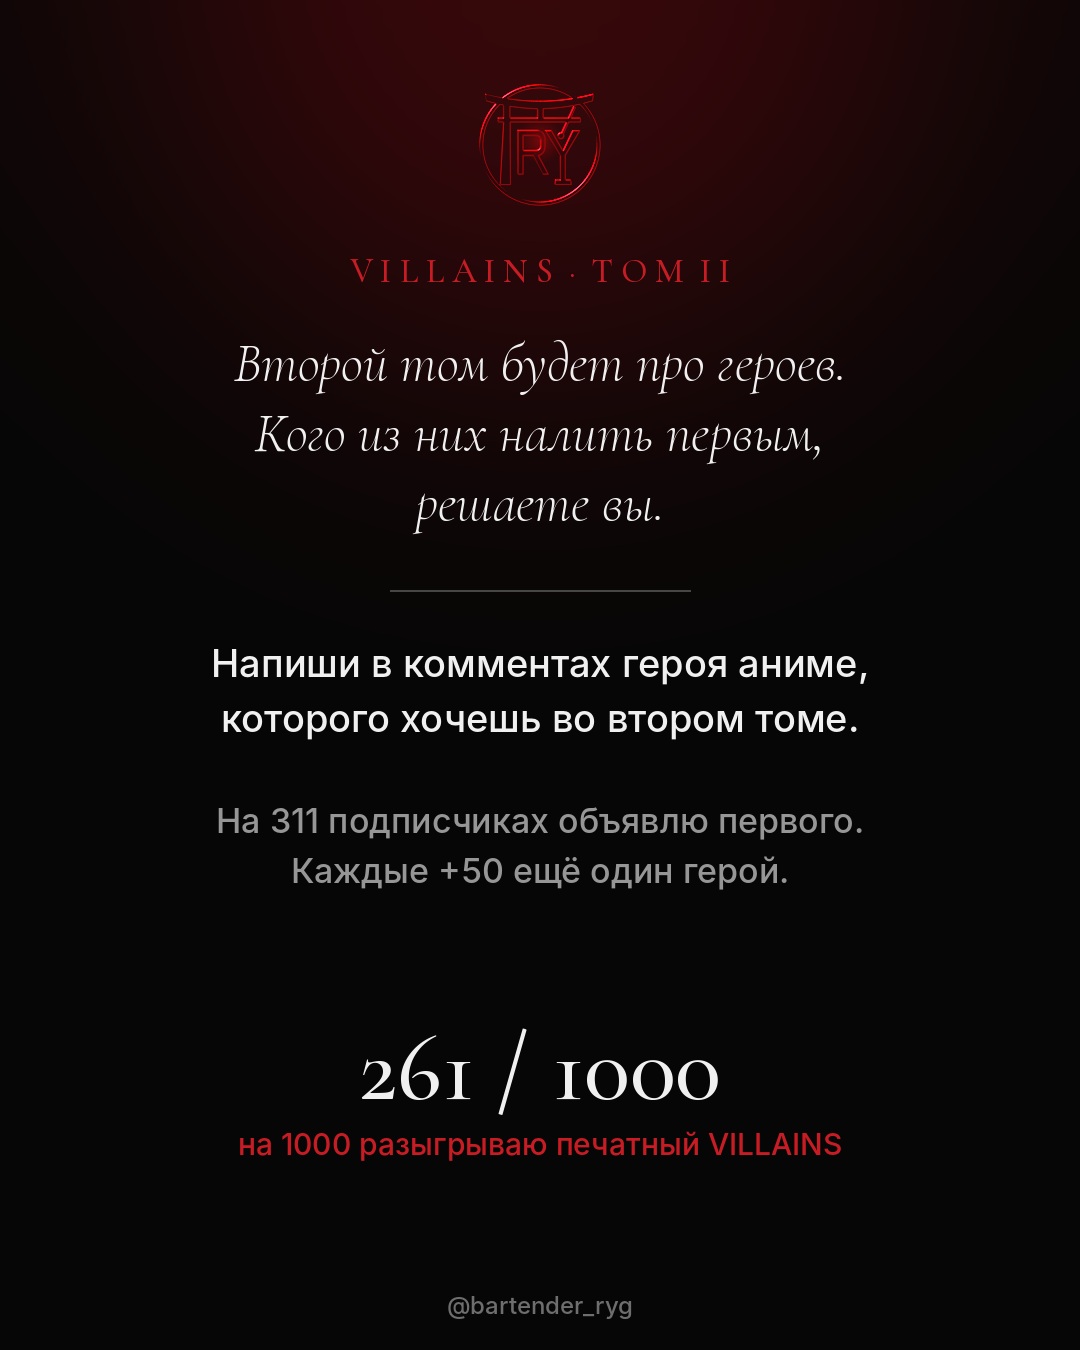 RY
VILLAINS · TOM II
Второй том будет про героев.
Кого из них налить первым,
решаете вы.
Напиши в комментах героя аниме,
которого хочешь во втором томе.
На 311 подписчиках объявлю первого.
Каждые +50 ещё один герой.
261 / 1000
на 1000 разыгрываю печатный VILLAINS
@bartender_ryg